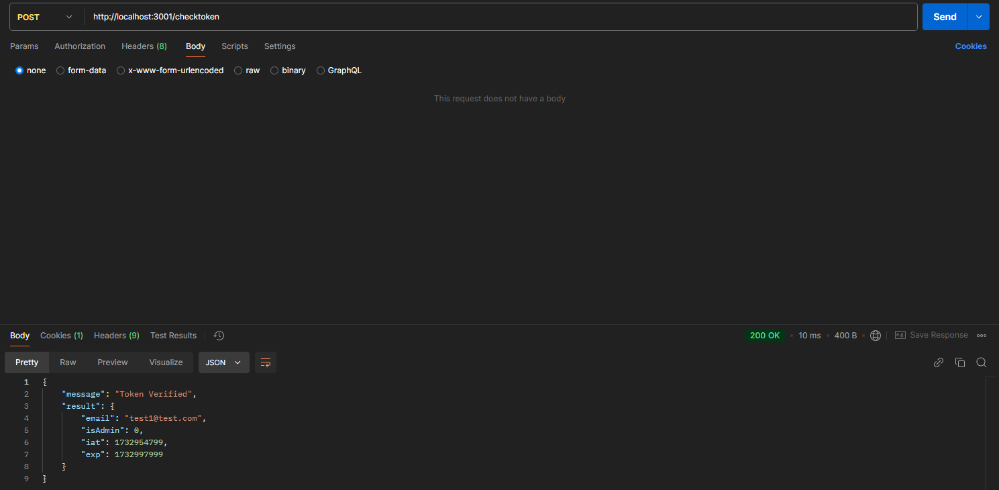 POST http://localhost:3001/checktoken Send
Params Authorization Headers (8) Body Scripts Settings Cookies
none form-data x-www-form-urlencoded raw binary GraphQL
This request does not have a body
Body Cookies (1) Headers (9) Test Results 200 OK • 10 ms • 400 B • e.g. Save Response
Pretty Raw Preview Visualize JSON
1 {
2 "message": "Token Verified",
3 "result": {
4 "email": "test1@test.com",
5 "isAdmin": 0,
6 "iat": 1732954799,
7 "exp": 1732997999
8 }
9 }